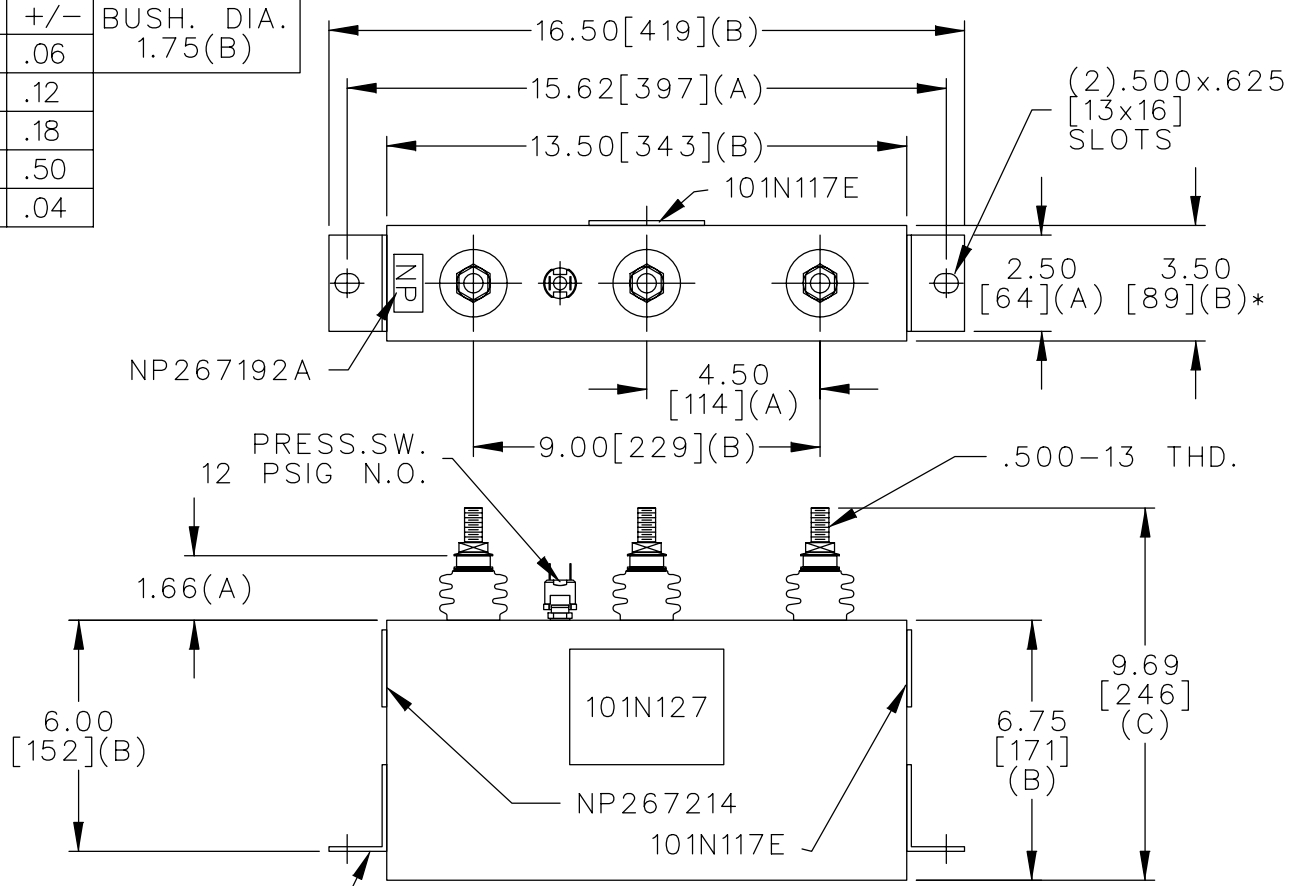 +/- BUSH. DIA.
.06 1.75(B)
.12
.18
.50
.04
16.50[419](B)
15.62[397](A)
13.50[343](B)
(2).500x.625
[13x16]
SLOTS
101N117E
NP
2.50
[64](A)
3.50
[89](B)*
NP267192A
4.50
[114](A)
9.00[229](B)
PRESS.SW.
12 PSIG N.O.
.500-13 THD.
1.66(A)
6.00
[152](B)
101N127
9.69
[246]
(C)
6.75
[171]
(B)
NP267214
101N117E